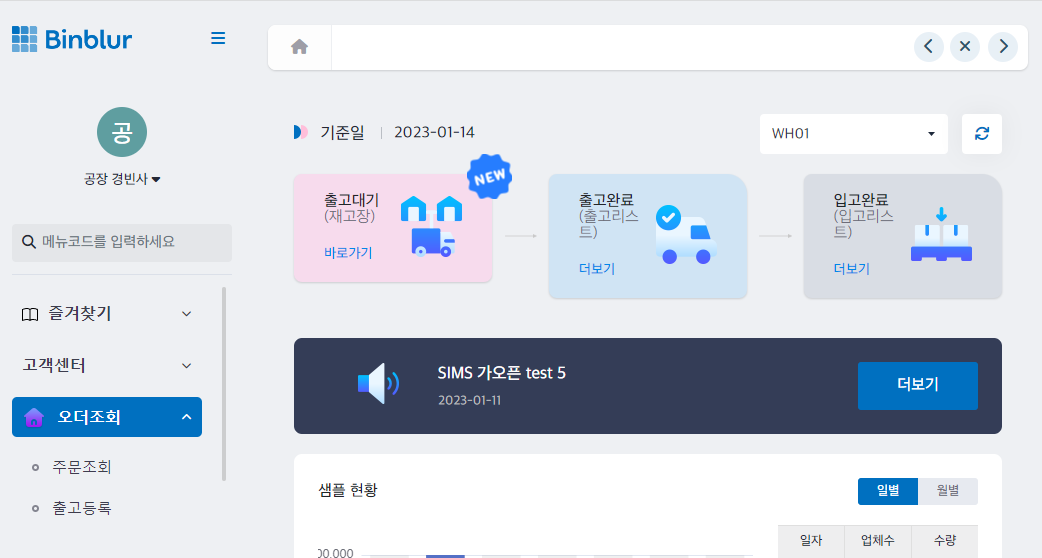 Binblur
공
공장 경빈사
메뉴코드를 입력하세요
즐겨찾기
고객센터
오더조회
주문조회
출고등록
기준일 | 2023-01-14
WH01
NEW
출고대기
(재고장)
바로가기
출고완료
(출고리스
트)
더보기
입고완료
(입고리스
트)
더보기
SIMS 가오픈 test 5
2023-01-11
더보기
샘플 현황
일별 월별
일자 업체수 수량
00,000